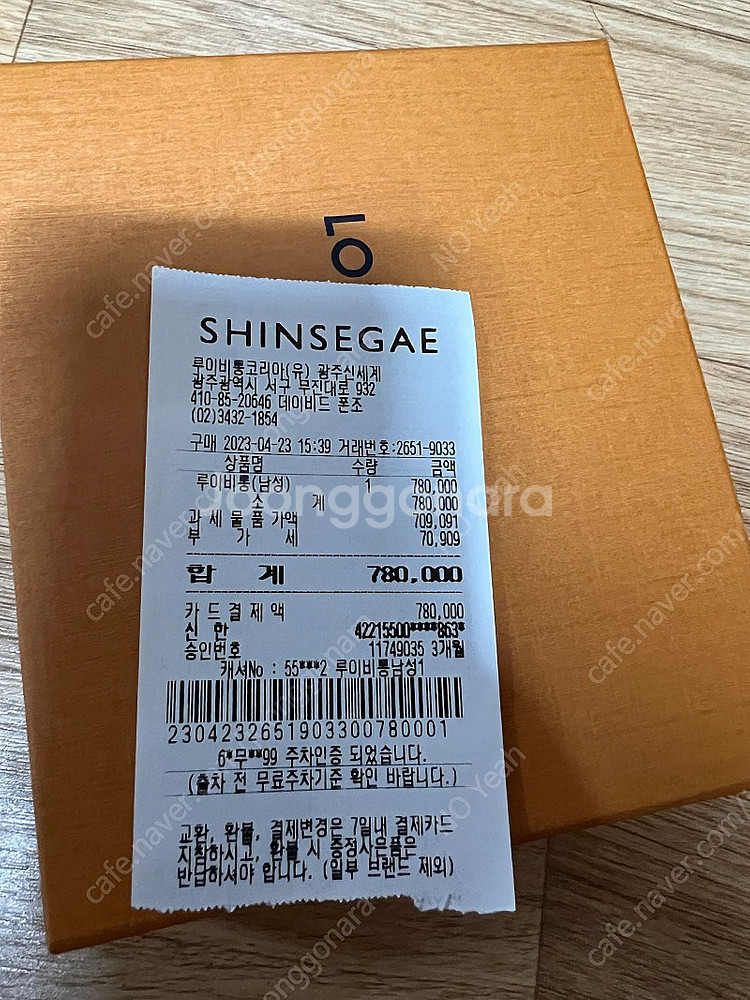 LO
SHINSEGAE
루이비통코리아(유) 광주신세계
광주광역시 서구 무진대로 932
410-85-20646 데이비드 폰조
(02)3432-1854
구매 2023-04-23 15:39 거래번호:2651-9033
상품명 수량 금액
루이비통(남성) 1 780,000
소 계 780,000
과 세 물 품 가액 709,091
부 가 세 70,909
합 계 780,000
카 드 결 제 액 780,000
신 한 42215500****863*
승인번호 11749035 3개월
캐셔No : 55***2 루이비통남성1
2304232651903300780001
6*무**99 주차인증 되었습니다.
(출차 전 무료주차기준 확인 바랍니다.)
교환, 환불, 결제변경은 7일내 결제카드
지참하시고, 환불 시 증정사은품은
반납하셔야 합니다. (일부 브랜드 제외)
Joonggonara
cafe.naver.com/joonggonara
NO Yeah